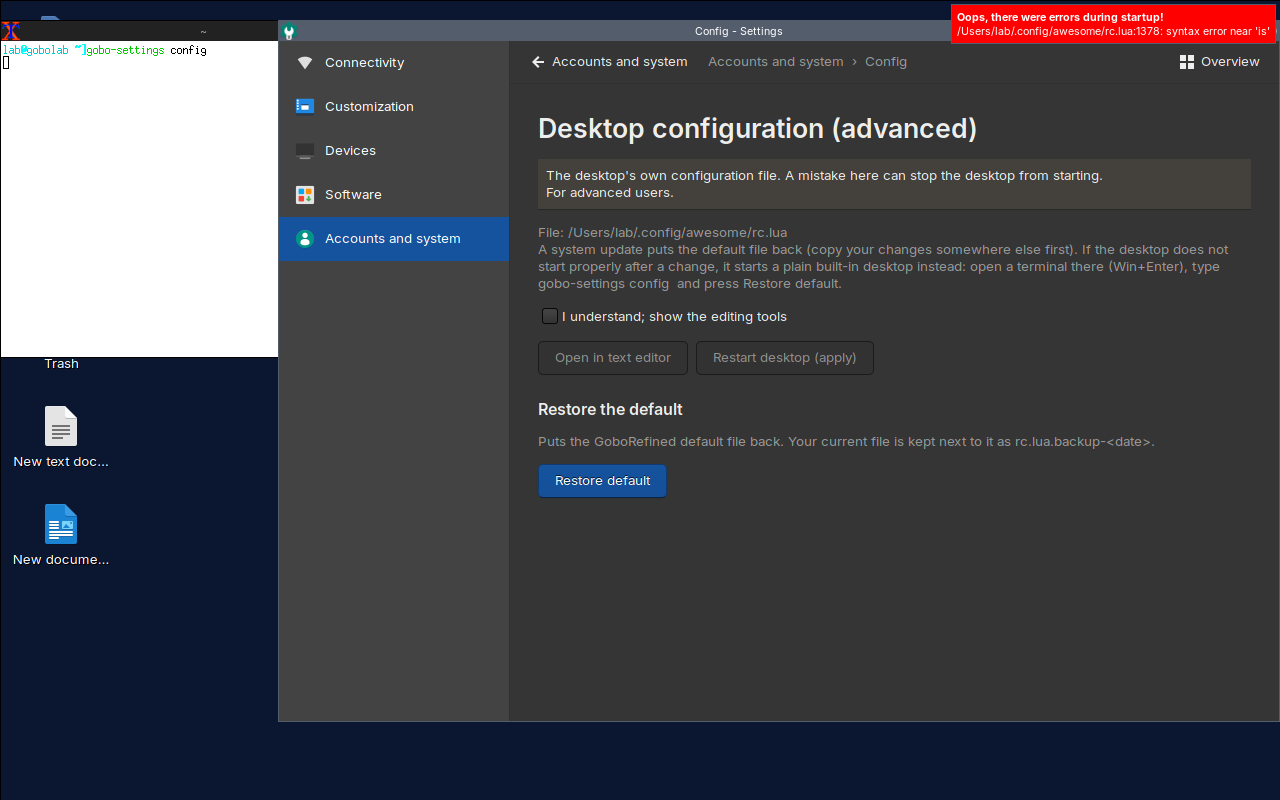 ~
lab@gobolab ~]gobo-settings config
Trash
New text doc...
New docume...
Config - Settings
Oops, there were errors during startup!
/Users/lab/.config/awesome/rc.lua:1378: syntax error near 'is'
Connectivity
Customization
Devices
Software
Accounts and system
Accounts and system
Accounts and system › Config
Overview
Desktop configuration (advanced)
The desktop's own configuration file. A mistake here can stop the desktop from starting.
For advanced users.
File: /Users/lab/.config/awesome/rc.lua
A system update puts the default file back (copy your changes somewhere else first). If the desktop does not
start properly after a change, it starts a plain built-in desktop instead: open a terminal there (Win+Enter), type
gobo-settings config  and press Restore default.
I understand; show the editing tools
Open in text editor
Restart desktop (apply)
Restore the default
Puts the GoboRefined default file back. Your current file is kept next to it as rc.lua.backup-<date>.
Restore default